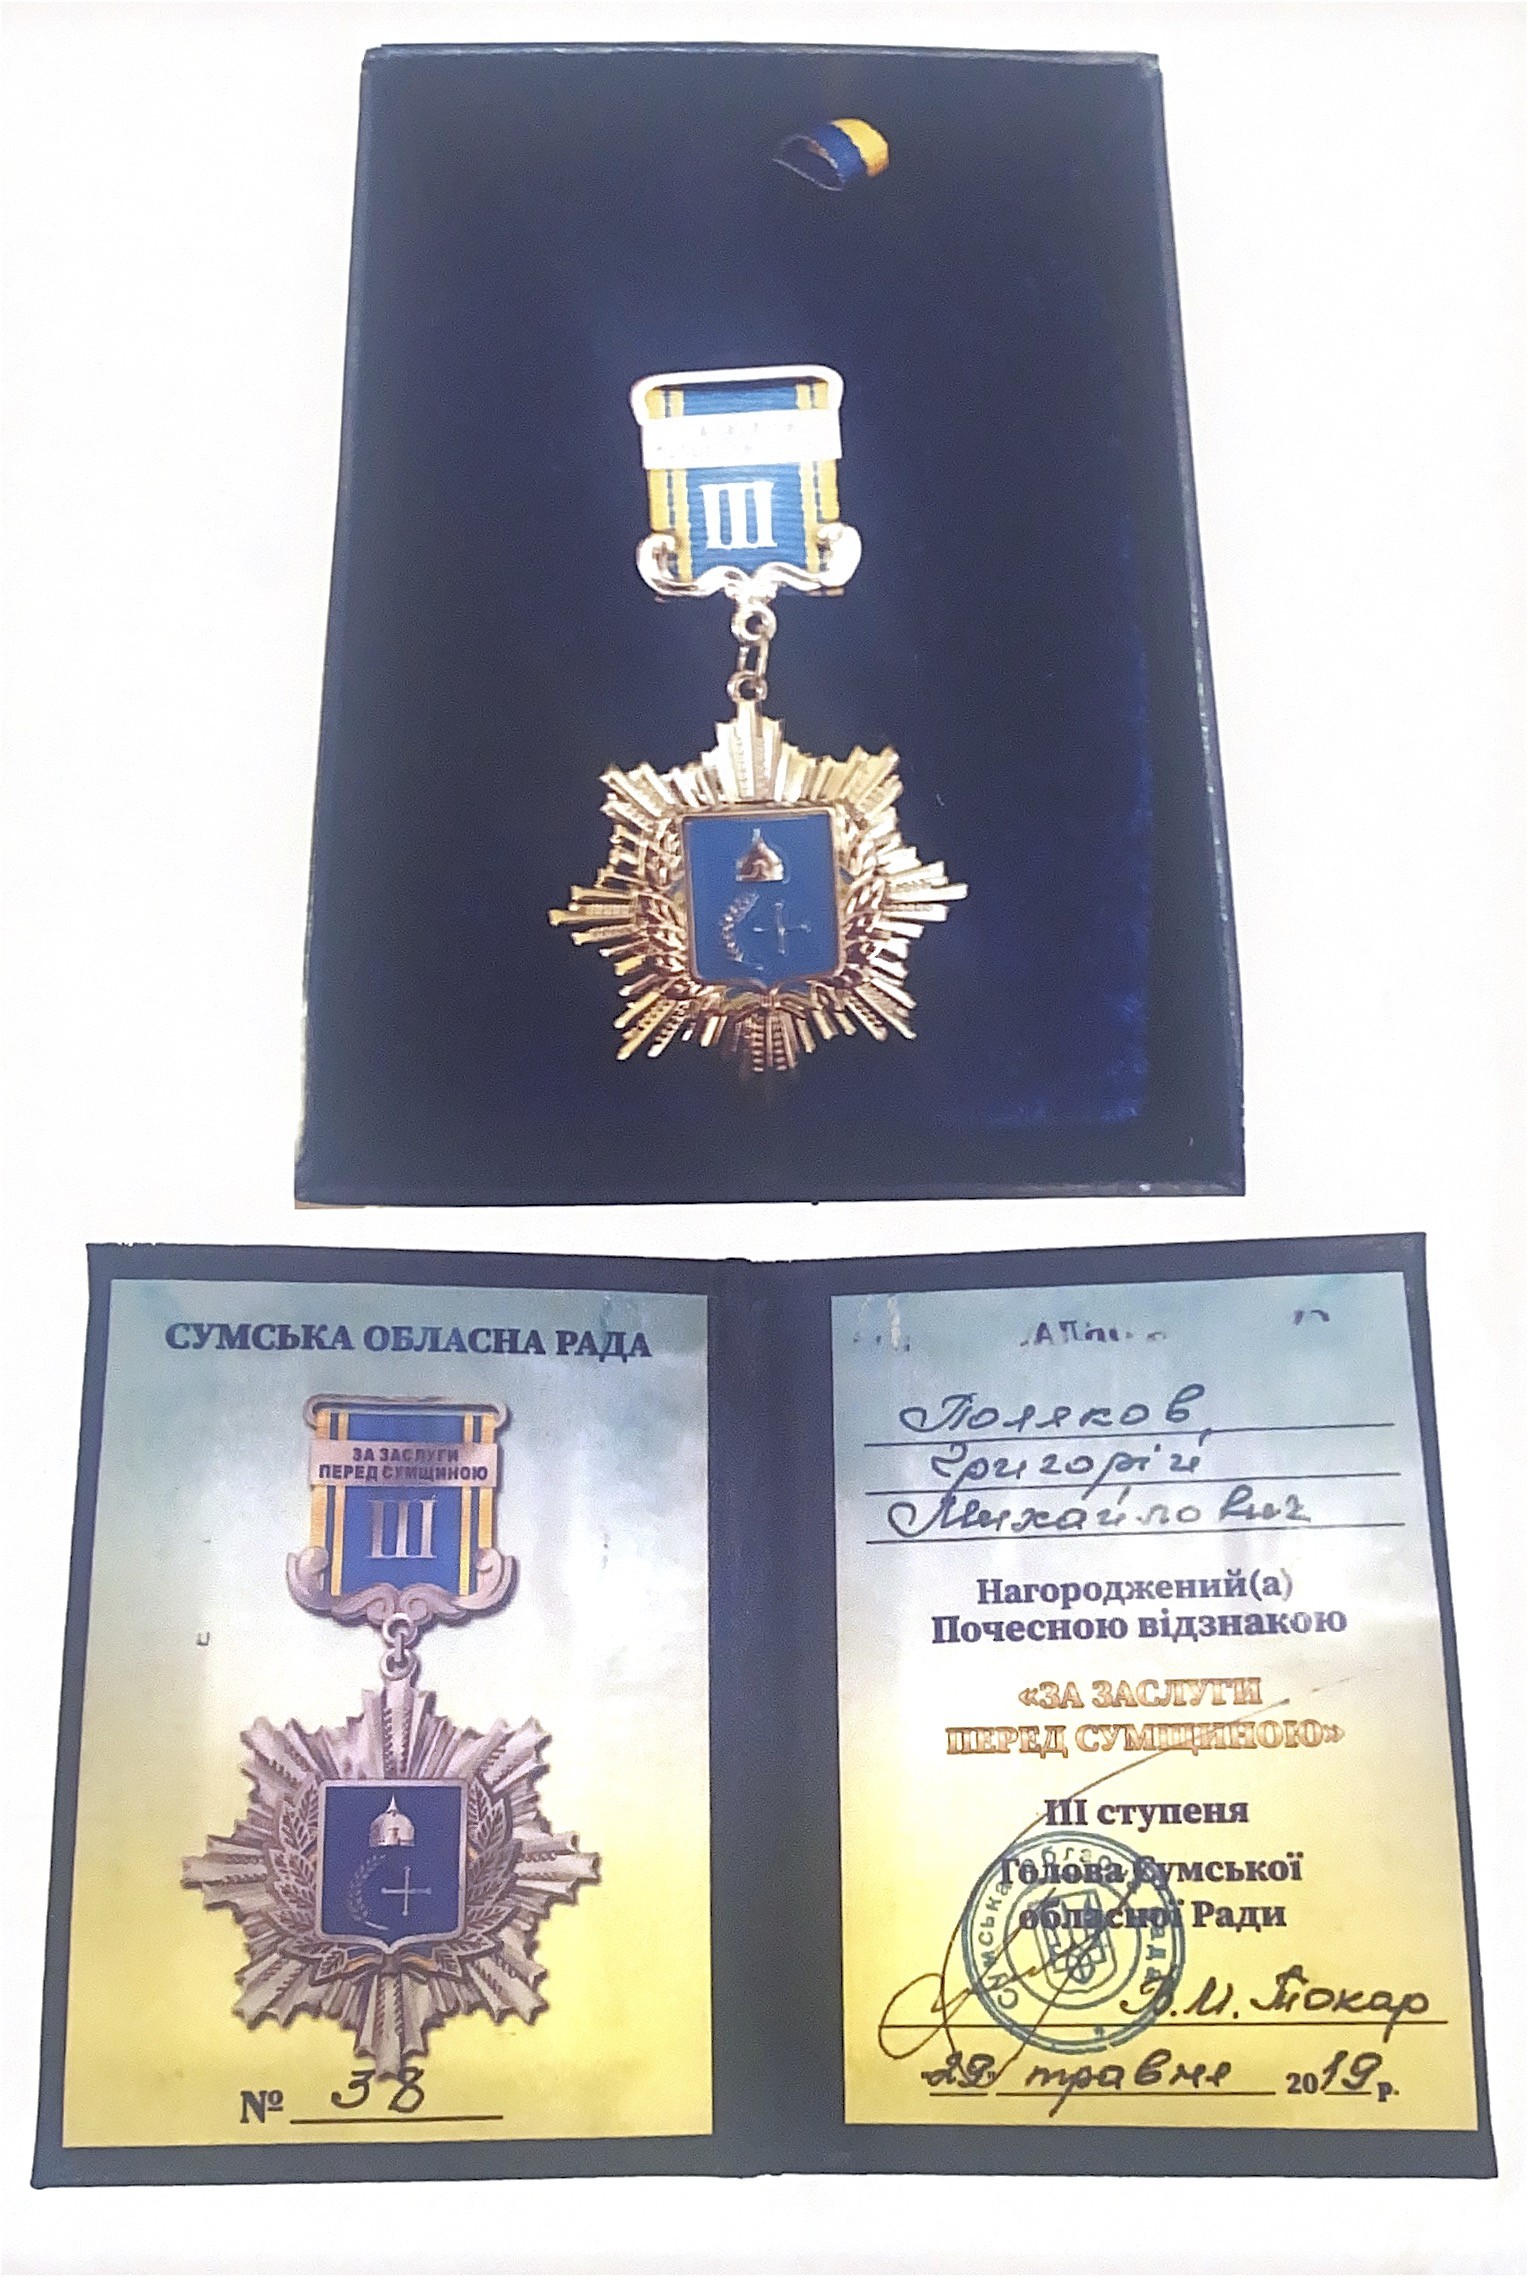 III
СУМСЬКА ОБЛАСНА РАДА
ЗА ЗАСЛУГИ
ПЕРЕД СУМЩИНОЮ
III
№ 38
Поляков
Григорій
Михайлович
Нагороджений(а)
Почесною відзнакою
«ЗА ЗАСЛУГИ
ПЕРЕД СУМЩИНОЮ»
III ступеня
Голова Сумської
обласної Ради
В.М. Токар
"29" травня 2019 р.